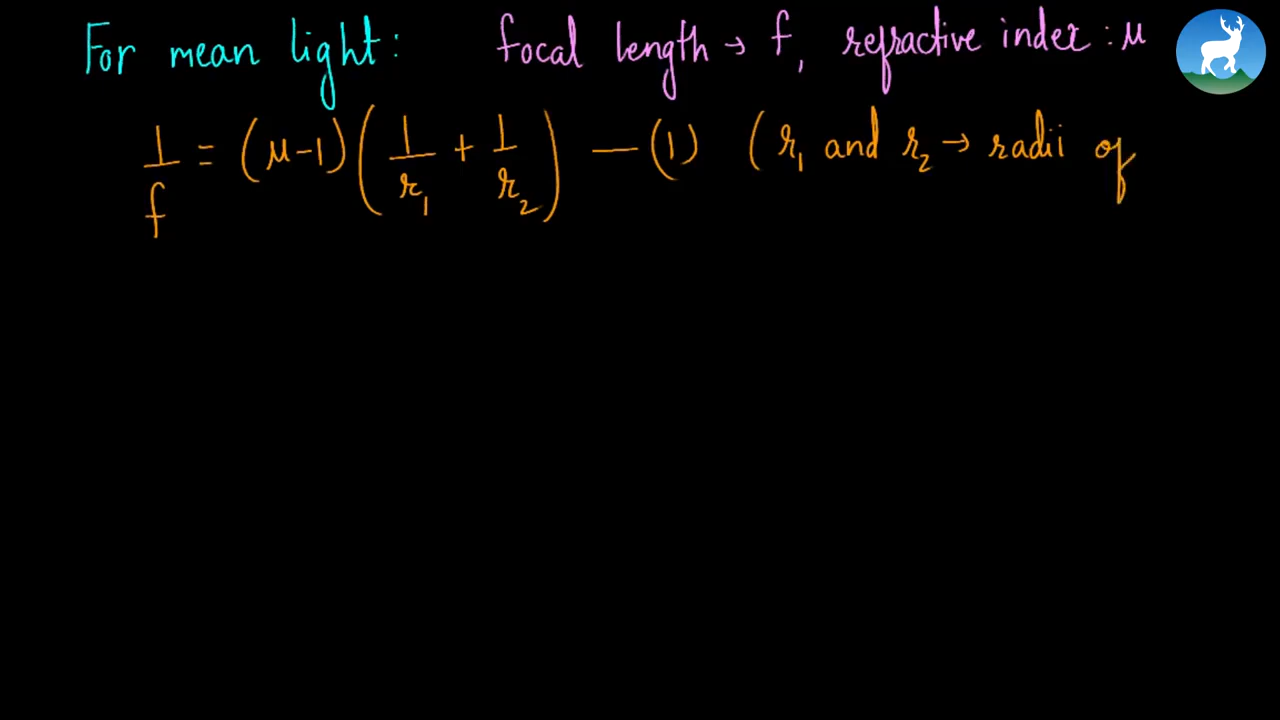 For mean light: focal length → f, refractive index : μ
1/f = (μ-1)(1/r₁ + 1/r₂) — (1) (r₁ and r₂ → radii of